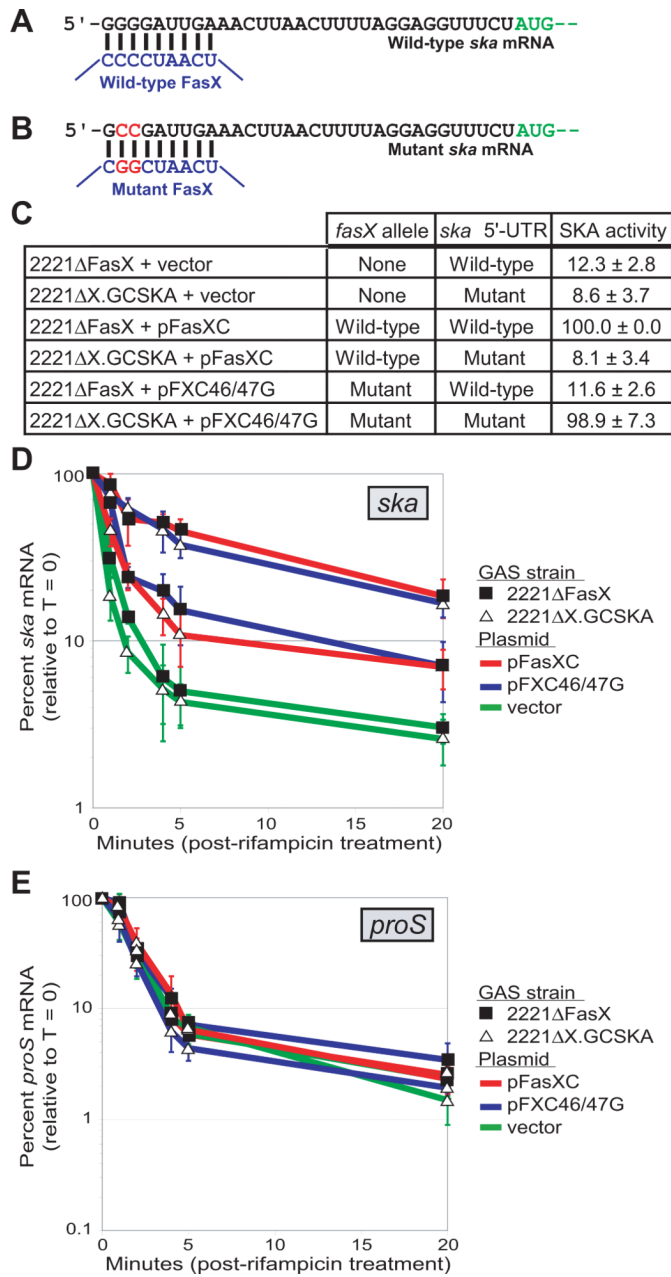 A
5'-GGGGAUUGAAACUUAACUUUUAGGAGGUUUCUAUG--
Wild-type ska mRNA
CCCCUAACU
Wild-type FasX
B
5'-GCCGAUUGAAACUUAACUUUUAGGAGGUUUCUAUG--
Mutant ska mRNA
CGGCUAACU
Mutant FasX
C
fasX allele ska 5'-UTR SKA activity
2221ΔFasX + vector None Wild-type 12.3 ± 2.8
2221ΔX.GCSKA + vector None Mutant 8.6 ± 3.7
2221ΔFasX + pFasXC Wild-type Wild-type 100.0 ± 0.0
2221ΔX.GCSKA + pFasXC Wild-type Mutant 8.1 ± 3.4
2221ΔFasX + pFXC46/47G Mutant Wild-type 11.6 ± 2.6
2221ΔX.GCSKA + pFXC46/47G Mutant Mutant 98.9 ± 7.3
D
ska
Percent ska mRNA
(relative to T = 0)
100
10
1
0 5 10 15 20
Minutes (post-rifampicin treatment)
GAS strain
2221ΔFasX
2221ΔX.GCSKA
Plasmid
pFasXC
pFXC46/47G
vector
E
proS
Percent proS mRNA
(relative to T = 0)
100
10
1
0.1
0 5 10 15 20
Minutes (post-rifampicin treatment)
GAS strain
2221ΔFasX
2221ΔX.GCSKA
Plasmid
pFasXC
pFXC46/47G
vector